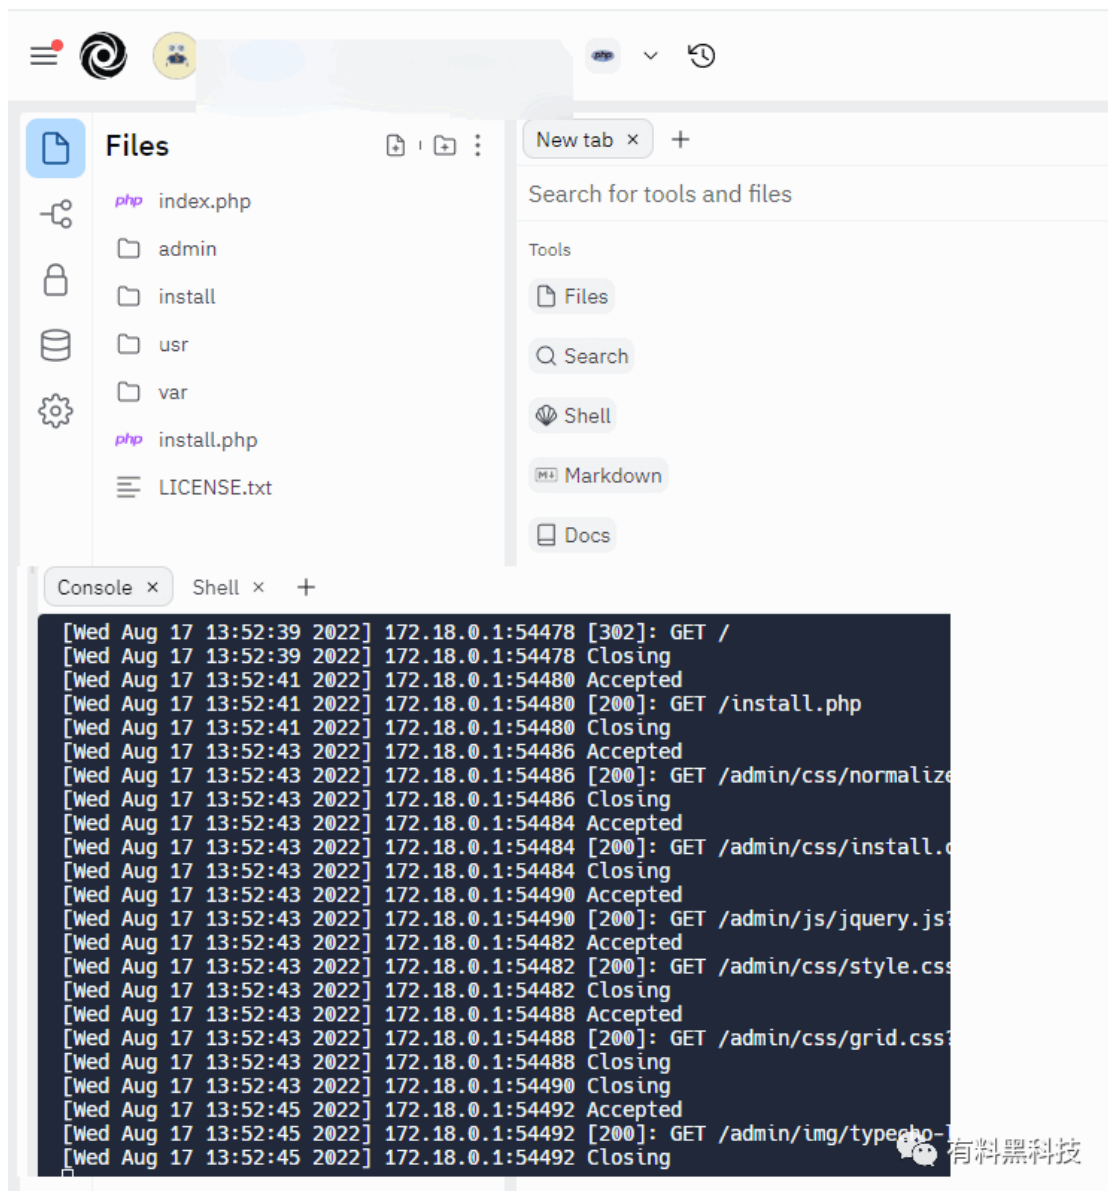 php
Files
New tab ×
Search for tools and files
php index.php
admin
install
usr
var
php install.php
LICENSE.txt
Tools
Files
Search
Shell
M↓ Markdown
Docs
Console × Shell × +
[Wed Aug 17 13:52:39 2022] 172.18.0.1:54478 [302]: GET /
[Wed Aug 17 13:52:39 2022] 172.18.0.1:54478 Closing
[Wed Aug 17 13:52:41 2022] 172.18.0.1:54480 Accepted
[Wed Aug 17 13:52:41 2022] 172.18.0.1:54480 [200]: GET /install.php
[Wed Aug 17 13:52:41 2022] 172.18.0.1:54480 Closing
[Wed Aug 17 13:52:43 2022] 172.18.0.1:54486 Accepted
[Wed Aug 17 13:52:43 2022] 172.18.0.1:54486 [200]: GET /admin/css/normalize
[Wed Aug 17 13:52:43 2022] 172.18.0.1:54486 Closing
[Wed Aug 17 13:52:43 2022] 172.18.0.1:54484 Accepted
[Wed Aug 17 13:52:43 2022] 172.18.0.1:54484 [200]: GET /admin/css/install.c
[Wed Aug 17 13:52:43 2022] 172.18.0.1:54484 Closing
[Wed Aug 17 13:52:43 2022] 172.18.0.1:54490 Accepted
[Wed Aug 17 13:52:43 2022] 172.18.0.1:54490 [200]: GET /admin/js/jquery.js?
[Wed Aug 17 13:52:43 2022] 172.18.0.1:54482 Accepted
[Wed Aug 17 13:52:43 2022] 172.18.0.1:54482 [200]: GET /admin/css/style.css
[Wed Aug 17 13:52:43 2022] 172.18.0.1:54482 Closing
[Wed Aug 17 13:52:43 2022] 172.18.0.1:54488 Accepted
[Wed Aug 17 13:52:43 2022] 172.18.0.1:54488 [200]: GET /admin/css/grid.css?
[Wed Aug 17 13:52:43 2022] 172.18.0.1:54488 Closing
[Wed Aug 17 13:52:43 2022] 172.18.0.1:54490 Closing
[Wed Aug 17 13:52:45 2022] 172.18.0.1:54492 Accepted
[Wed Aug 17 13:52:45 2022] 172.18.0.1:54492 [200]: GET /admin/img/typecho-l
[Wed Aug 17 13:52:45 2022] 172.18.0.1:54492 Closing
有料黑科技